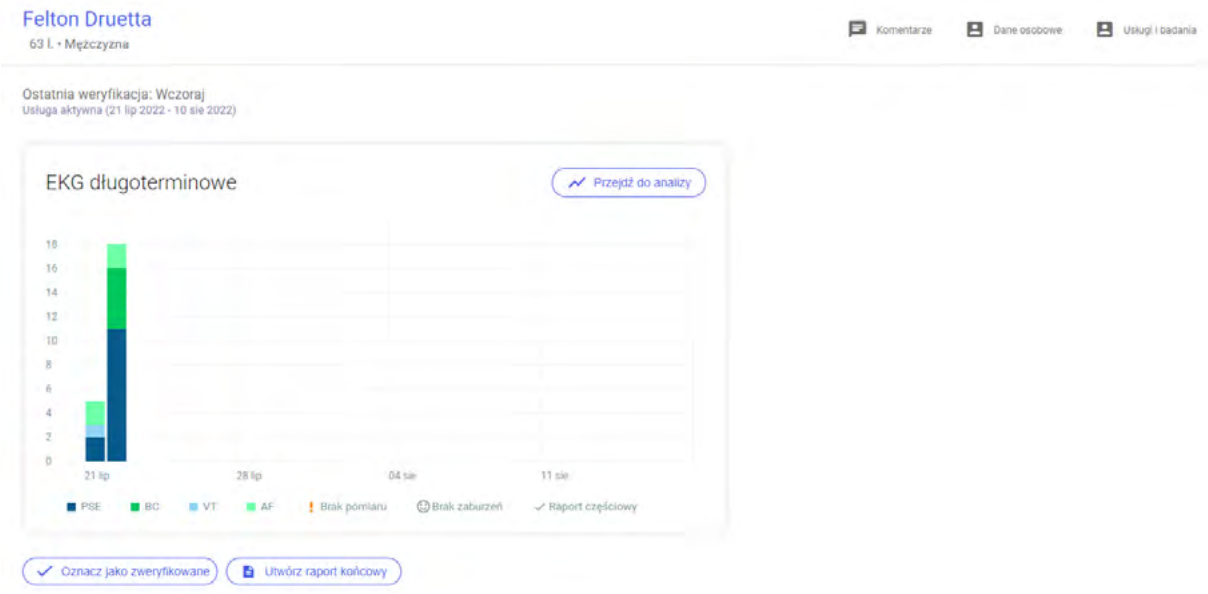 Felton Druetta
63 l. • Mężczyzna
Komentarze
Dane osobowe
Usługi i badania
Ostatnia weryfikacja: Wczoraj
Usługa aktywna (21 lip 2022 - 10 sie 2022)
EKG długoterminowe
Przejdź do analizy
18
16
14
12
10
8
6
4
2
0
21 lip
28 lip
04 sie
11 sie
PSE
BC
VT
AF
Brak pomiaru
Brak zaburzeń
Raport częściowy
Oznacz jako zweryfikowane
Utwórz raport końcowy